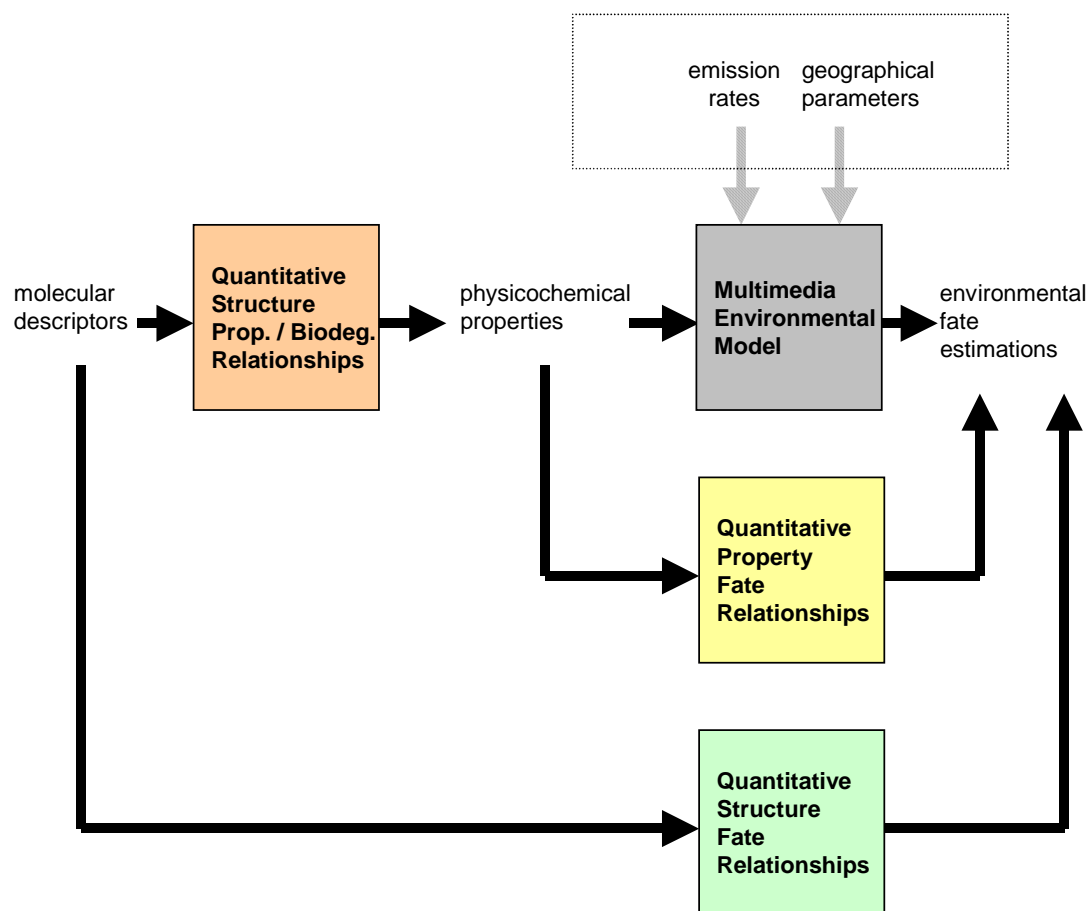 emission
rates
geographical
parameters
molecular
descriptors
Quantitative
Structure
Prop. / Biodeg.
Relationships
physicochemical
properties
Multimedia
Environmental
Model
environmental
fate
estimations
Quantitative
Property
Fate
Relationships
Quantitative
Structure
Fate
Relationships